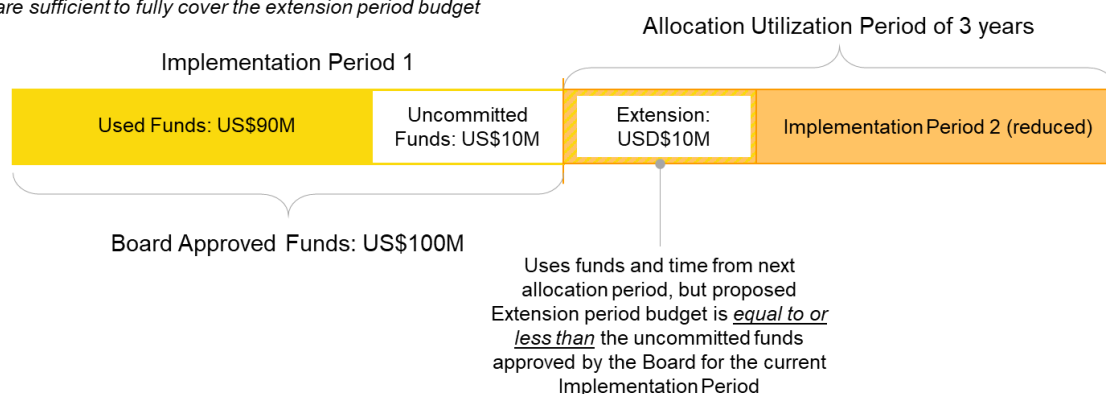 are sufficient to fully cover the extension period budget
Allocation Utilization Period of 3 years
Implementation Period 1
Used Funds: US$90M
Uncommitted
Funds: US$10M
Extension:
USD$10M
Implementation Period 2 (reduced)
Board Approved Funds: US$100M
Uses funds and time from next
allocation period, but proposed
Extension period budget is equal to or
less than the uncommitted funds
approved by the Board for the current
Implementation Period